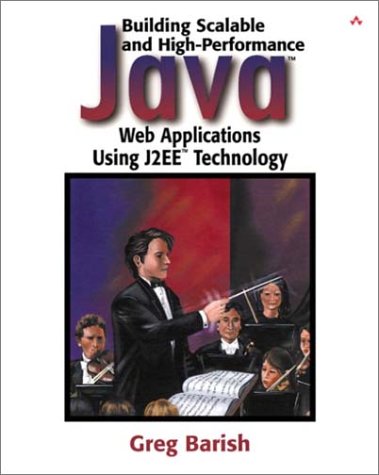 Building Scalable
and High-Performance
Java™
Web Applications
Using J2EE™ Technology
Greg Barish